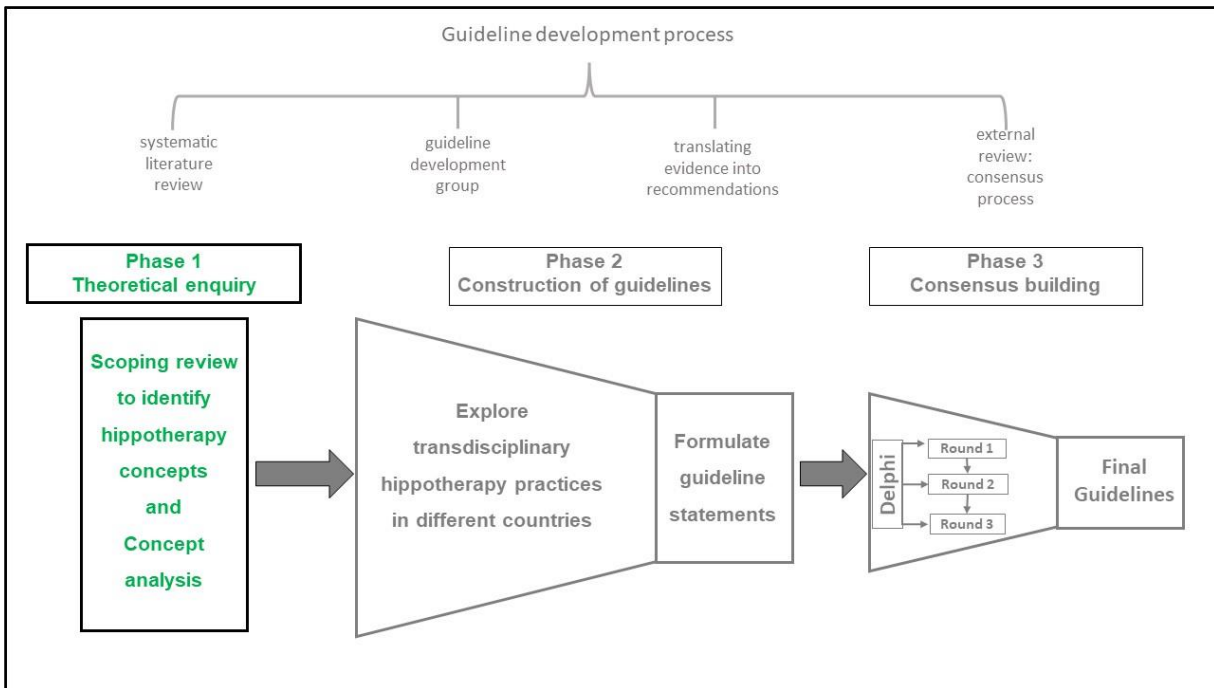 Guideline development process
systematic
literature
review
guideline
development
group
translating
evidence into
recommendations
external
review:
consensus
process
Phase 1
Theoretical enquiry
Phase 2
Construction of guidelines
Phase 3
Consensus building
Scoping review
to identify
hippotherapy
concepts
and
Concept
analysis
Explore
transdisciplinary
hippotherapy practices
in different countries
Formulate
guideline
statements
Delphi
Round 1
Round 2
Round 3
Final
Guidelines